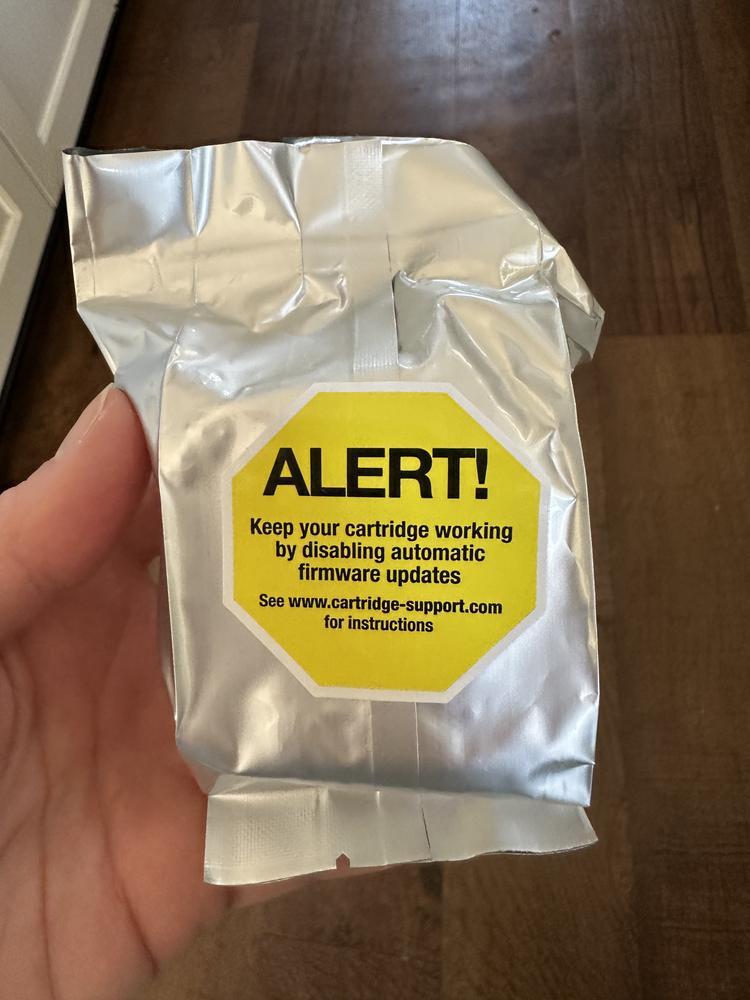 ALERT!
Keep your cartridge working
by disabling automatic
firmware updates
See www.cartridge-support.com
for instructions